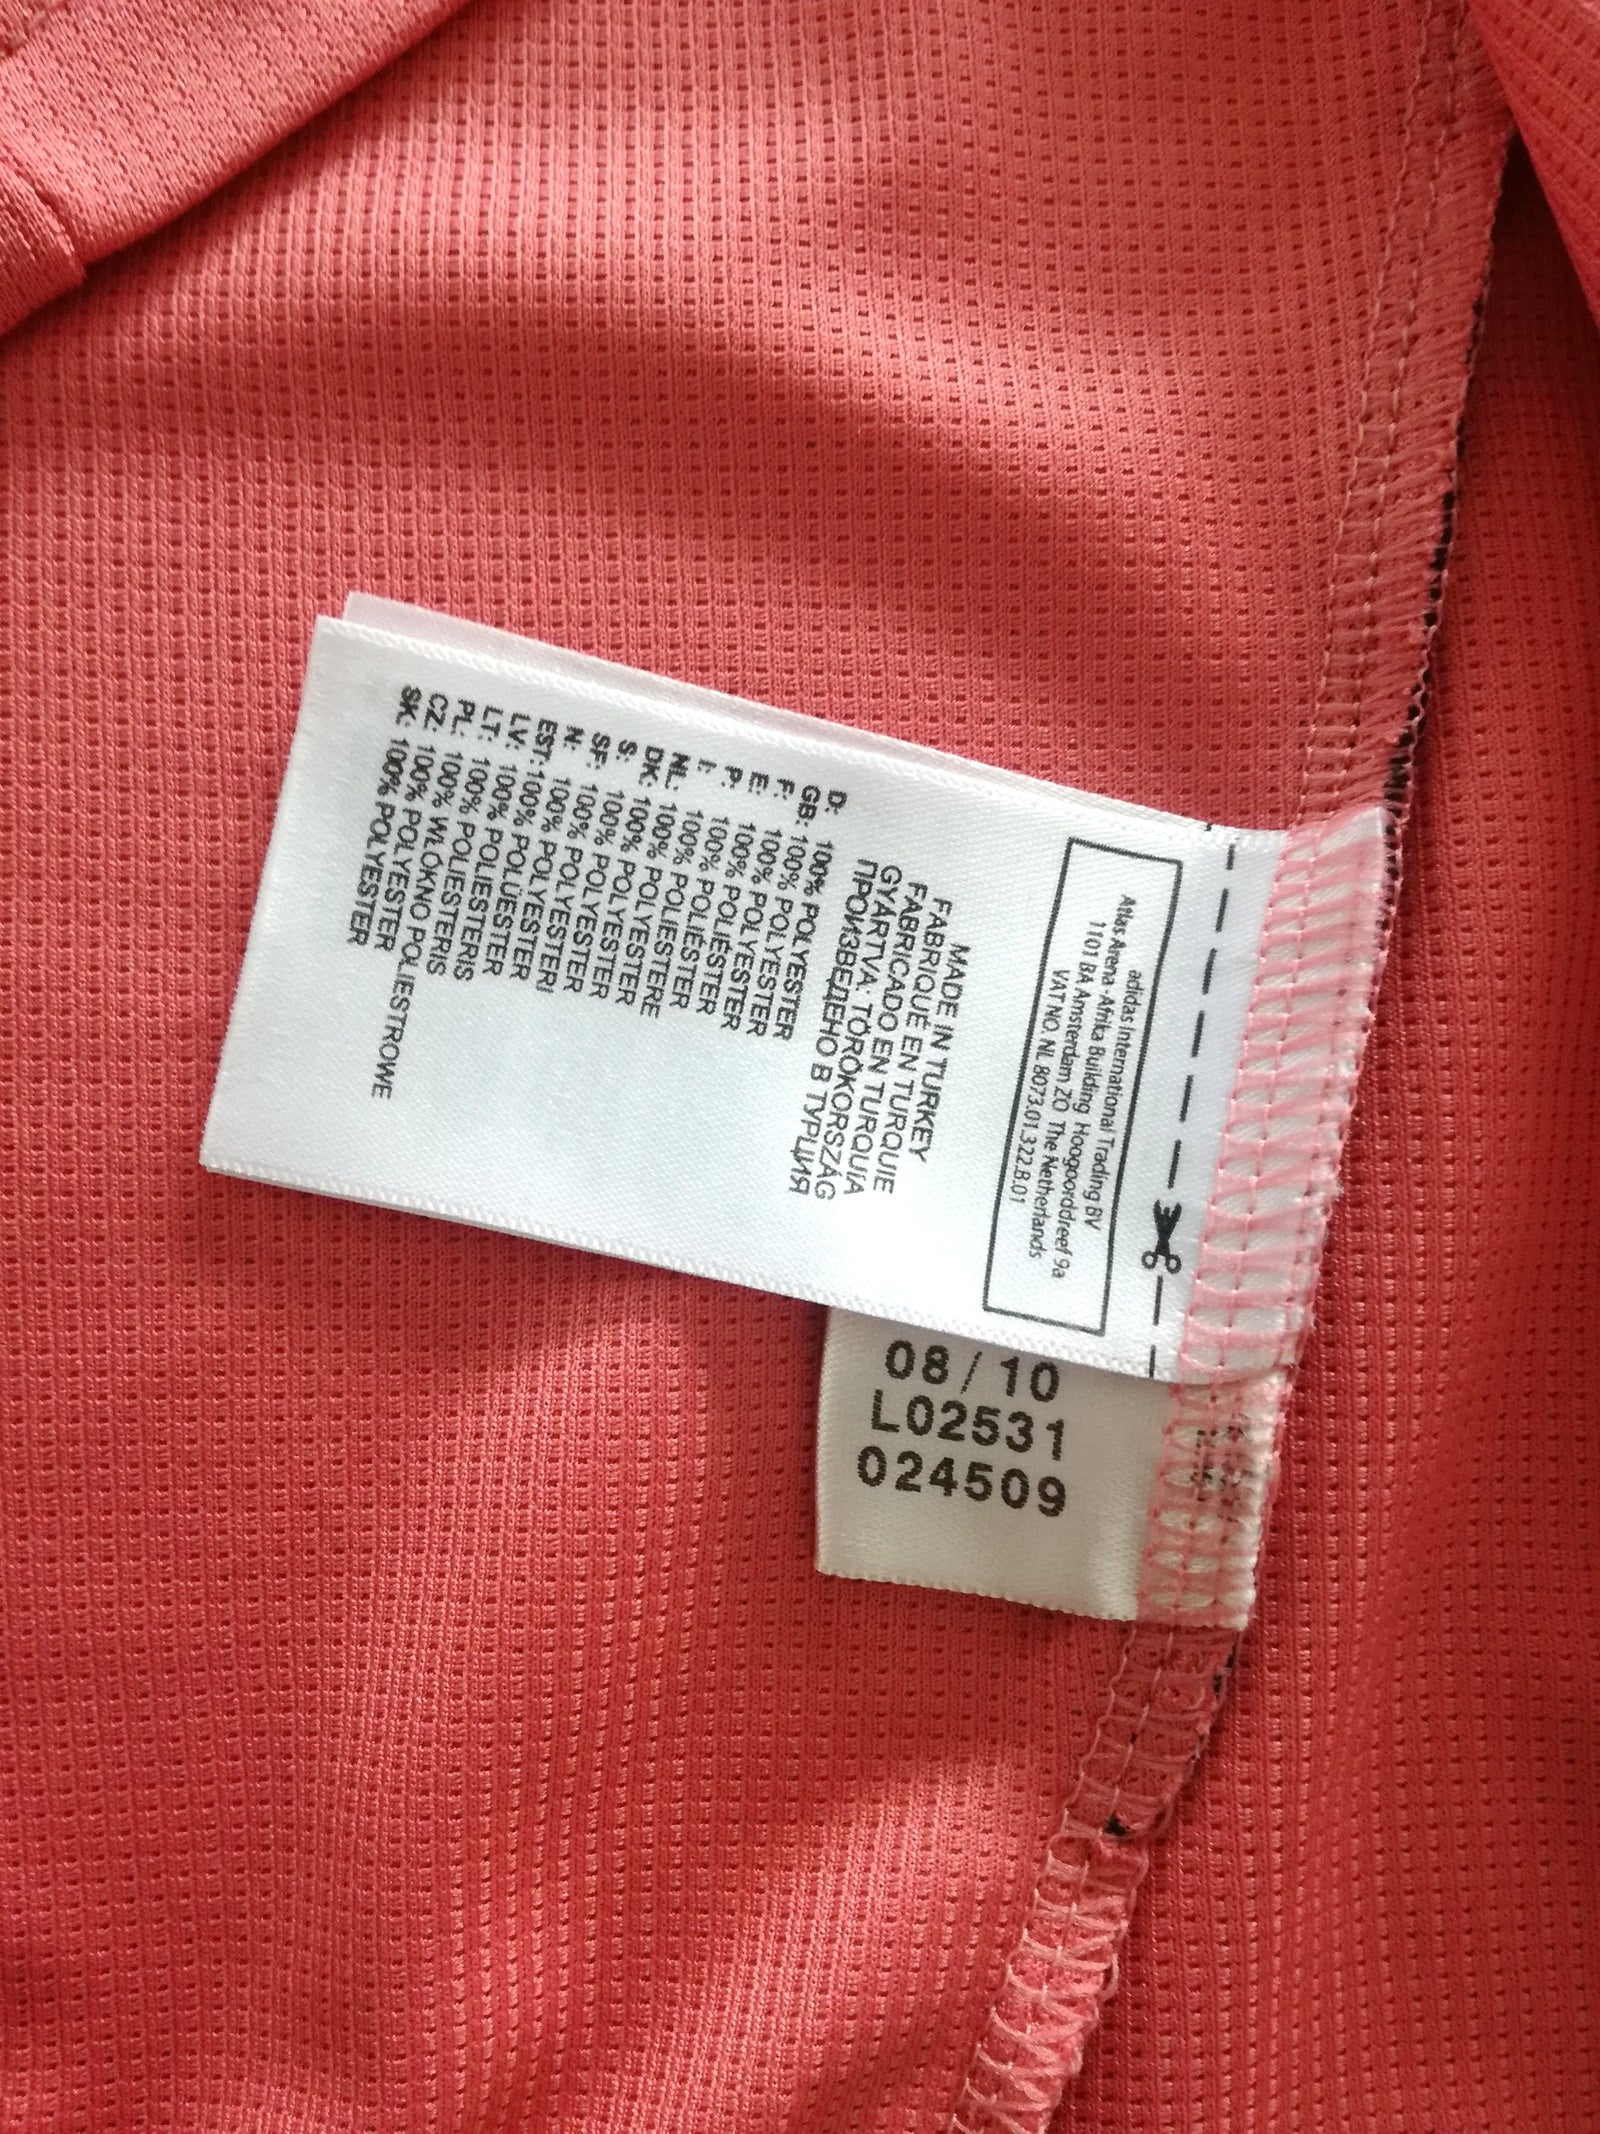 adidas International Trading BV
Atlas Arena-Afrika Building Hoogoorddreef 9a
1101 BA Amsterdam ZO The Netherlands
VAT NO. NL 8073.01.322.B.01
MADE IN TURKEY
FABRIQUÉ EN TURQUIE
FABRICADO EN TURQUIA
GYÁRTVA. TÖRÖKORSZÁG
ПРОИЗВЕДЕНО В ТУРЦИЯ
D: 100% POLYESTER
GB: 100% POLYESTER
F: 100% POLYESTER
E: 100% POLIÉSTER
P: 100% POLIÉSTER
I: 100% POLIESTERE
NL: 100% POLYESTER
DK: 100% POLYESTER
S: 100% POLYESTER
SF: 100% POLYESTERI
N: 100% POLYESTER
EST: 100% POLÜESTER
LV: 100% POLIESTERIS
LT: 100% POLIESTERIS
PL: 100% WŁÓKNO POLIESTROWE
CZ: 100% POLYESTER
SK: 100% POLYESTER
08/10
L02531
024509